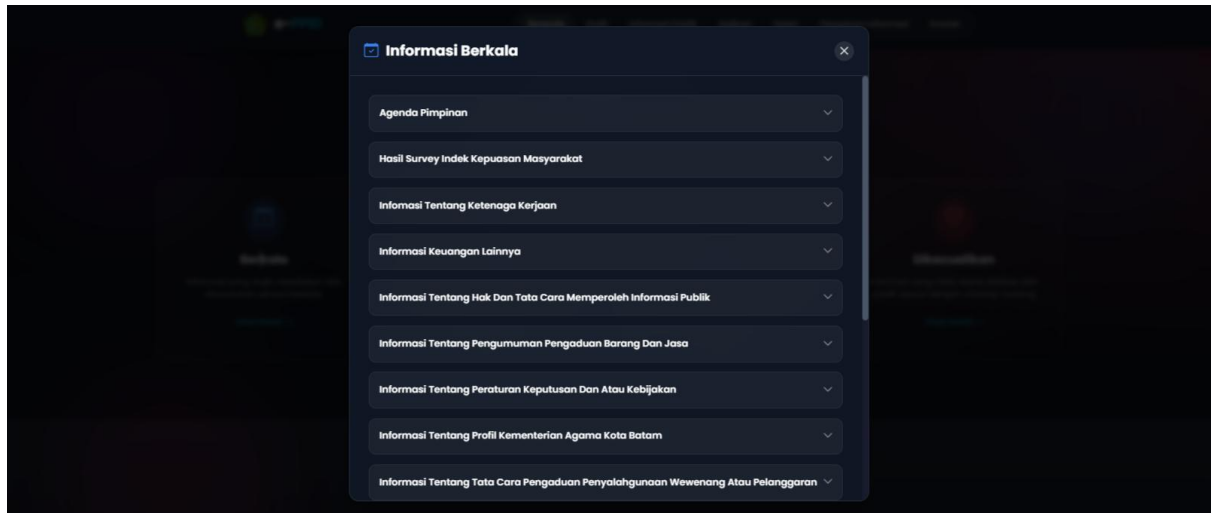 Informasi Berkala
Agenda Pimpinan
Hasil Survey Indek Kepuasan Masyarakat
Infomasi Tentang Ketenaga Kerjaan
Informasi Keuangan Lainnya
Informasi Tentang Hak Dan Tata Cara Memperoleh Informasi Publik
Informasi Tentang Pengumuman Pengaduan Barang Dan Jasa
Informasi Tentang Peraturan Keputusan Dan Atau Kebijakan
Informasi Tentang Profil Kementerian Agama Kota Batam
Informasi Tentang Tata Cara Pengaduan Penyalahgunaan Wewenang Atau Pelanggaran